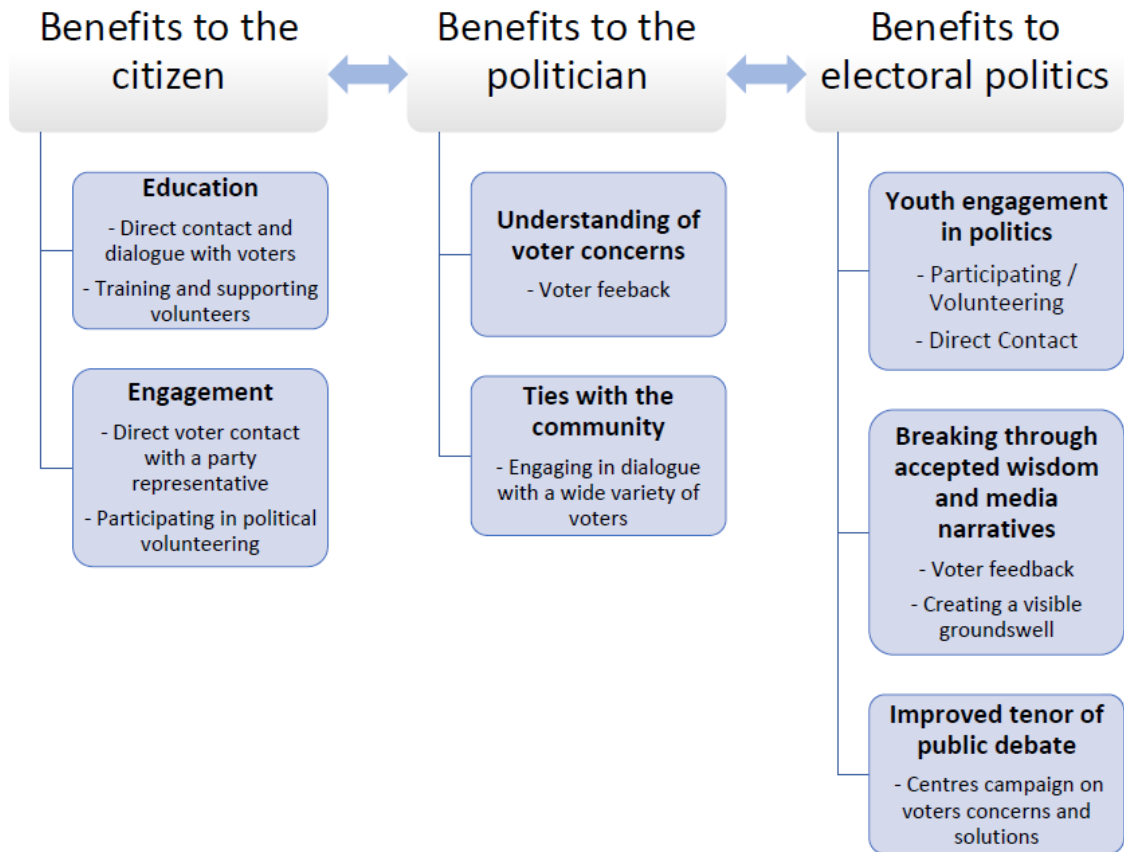 Benefits to the
citizen
Education
- Direct contact and
dialogue with voters
- Training and supporting
volunteers
Engagement
- Direct voter contact
with a party
representative
- Participating in political
volunteering
Benefits to the
politician
Understanding of
voter concerns
- Voter feeback
Ties with the
community
- Engaging in dialogue
with a wide variety of
voters
Benefits to
electoral politics
Youth engagement
in politics
- Participating /
Volunteering
- Direct Contact
Breaking through
accepted wisdom
and media
narratives
- Voter feedback
- Creating a visible
groundswell
Improved tenor of
public debate
- Centres campaign on
voters concerns and
solutions